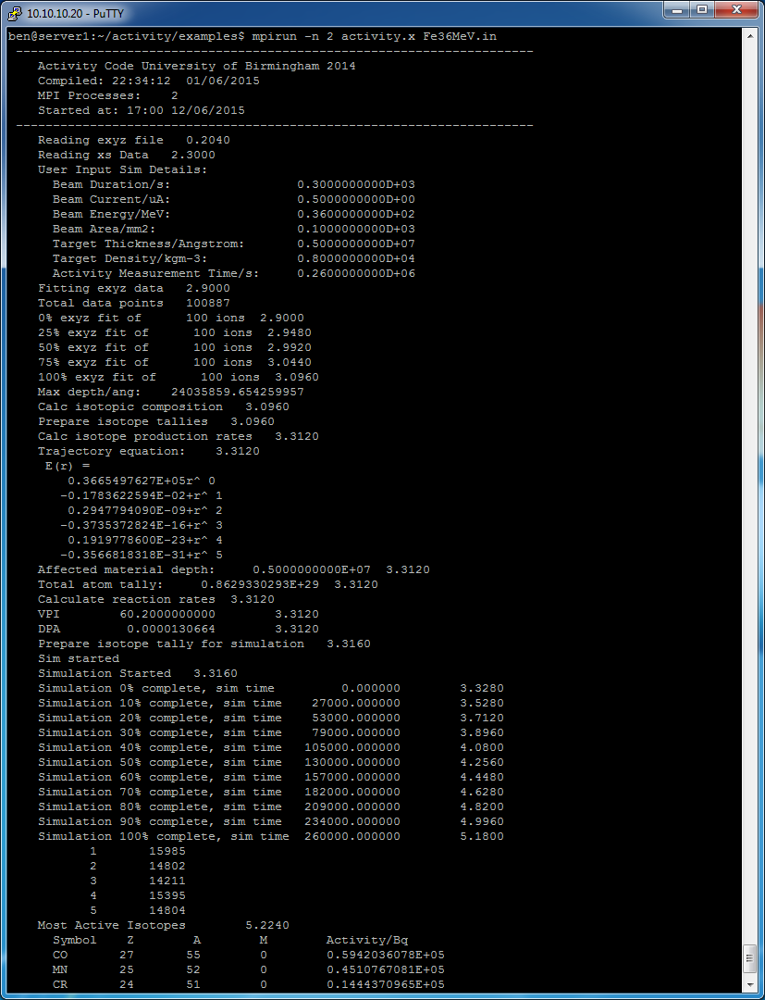 10.10.10.20 - PuTTY
ben@server1:~/activity/examples$ mpirun -n 2 activity.x Fe36MeV.in
----------------------------------------------------------------------
Activity Code University of Birmingham 2014
Compiled: 22:34:12  01/06/2015
MPI Processes:    2
Started at: 17:00 12/06/2015
----------------------------------------------------------------------
Reading exyz file   0.2040
Reading xs Data   2.3000
User Input Sim Details:
Beam Duration/s:                 0.3000000000D+03
Beam Current/uA:                 0.5000000000D+00
Beam Energy/MeV:                 0.3600000000D+02
Beam Area/mm2:                   0.1000000000D+03
Target Thickness/Angstrom:       0.5000000000D+07
Target Density/kgm-3:            0.8000000000D+04
Activity Measurement Time/s:     0.2600000000D+06
Fitting exyz data   2.9000
Total data points   100887
0% exyz fit of      100 ions  2.9000
25% exyz fit of      100 ions  2.9480
50% exyz fit of      100 ions  2.9920
75% exyz fit of      100 ions  3.0440
100% exyz fit of      100 ions  3.0960
Max depth/ang:    24035859.654259957
Calc isotopic composition   3.0960
Prepare isotope tallies   3.0960
Calc isotope production rates   3.3120
Trajectory equation:    3.3120
E(r) =
0.3665497627E+05r^ 0
-0.1783622594E-02+r^ 1
0.2947794090E-09+r^ 2
-0.3735372824E-16+r^ 3
0.1919778600E-23+r^ 4
-0.3566818318E-31+r^ 5
Affected material depth:     0.5000000000E+07  3.3120
Total atom tally:     0.8629330293E+29  3.3120
Calculate reaction rates  3.3120
VPI        60.2000000000        3.3120
DPA         0.0000130664        3.3120
Prepare isotope tally for simulation   3.3160
Sim started
Simulation Started   3.3160
Simulation 0% complete, sim time         0.000000        3.3280
Simulation 10% complete, sim time    27000.000000        3.5280
Simulation 20% complete, sim time    53000.000000        3.7120
Simulation 30% complete, sim time    79000.000000        3.8960
Simulation 40% complete, sim time   105000.000000        4.0800
Simulation 50% complete, sim time   130000.000000        4.2560
Simulation 60% complete, sim time   157000.000000        4.4480
Simulation 70% complete, sim time   182000.000000        4.6280
Simulation 80% complete, sim time   209000.000000        4.8200
Simulation 90% complete, sim time   234000.000000        4.9960
Simulation 100% complete, sim time  260000.000000        5.1800
1       15985
2       14802
3       14211
4       15395
5       14804
Most Active Isotopes        5.2240
Symbol    Z        A        M        Activity/Bq
CO       27       55        0        0.5942036078E+05
MN       25       52        0        0.4510767081E+05
CR       24       51        0        0.1444370965E+05